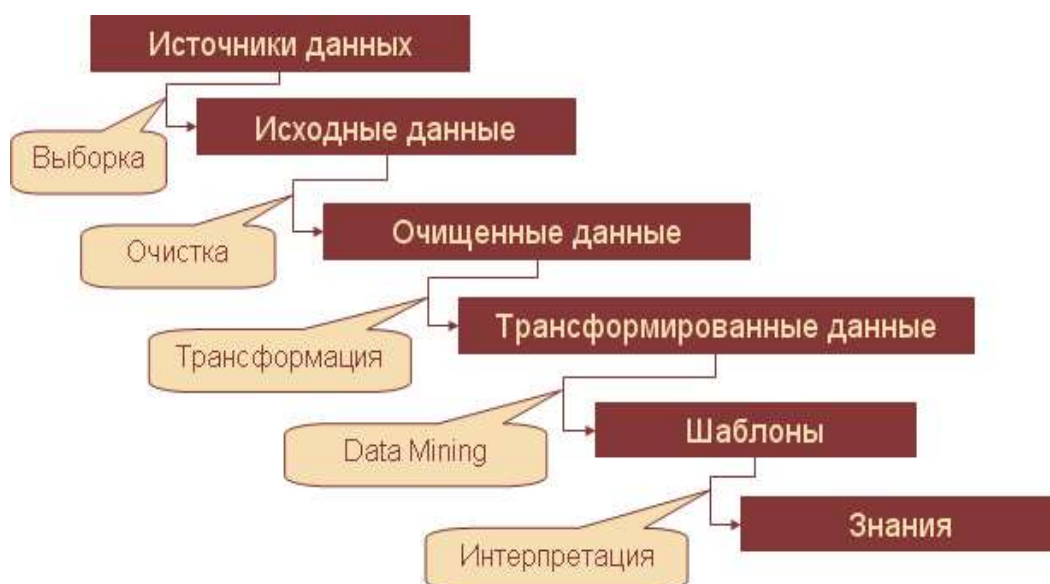 Источники данных
Выборка
Исходные данные
Очистка
Очищенные данные
Трансформация
Трансформированные данные
Data Mining
Шаблоны
Интерпретация
Знания